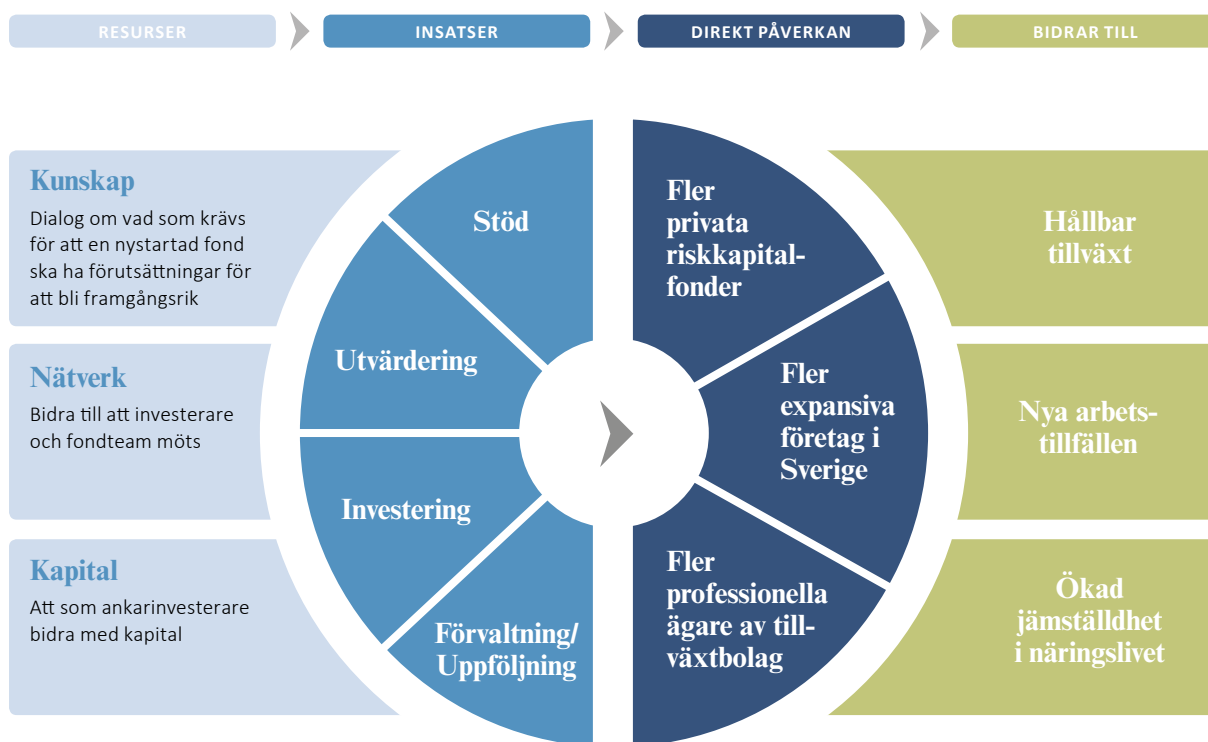 RESURSER
INSATSER
DIREKT PÅVERKAN
BIDRAR TILL
Kunskap
Dialog om vad som krävs
för att en nystartad fond
ska ha förutsättningar för
att bli framgångsrik
Nätverk
Bidra till att investerare
och fondteam möts
Kapital
Att som ankarinvesterare
bidra med kapital
Stöd
Utvärdering
Investering
Förvaltning/
Uppföljning
Fler
privata
riskkapital-
fonder
Fler
expansiva
företag i
Sverige
Fler
professionella
ägare av till-
växtbolag
Hållbar
tillväxt
Nya arbets-
tillfällen
Ökad
jämställdhet
i näringslivet